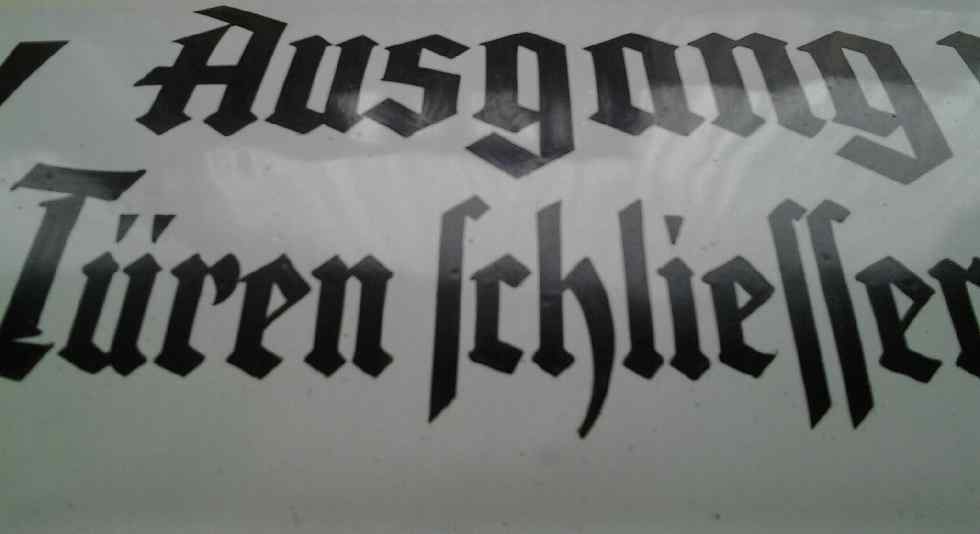 Ausgang
Türen ſchlieſſen